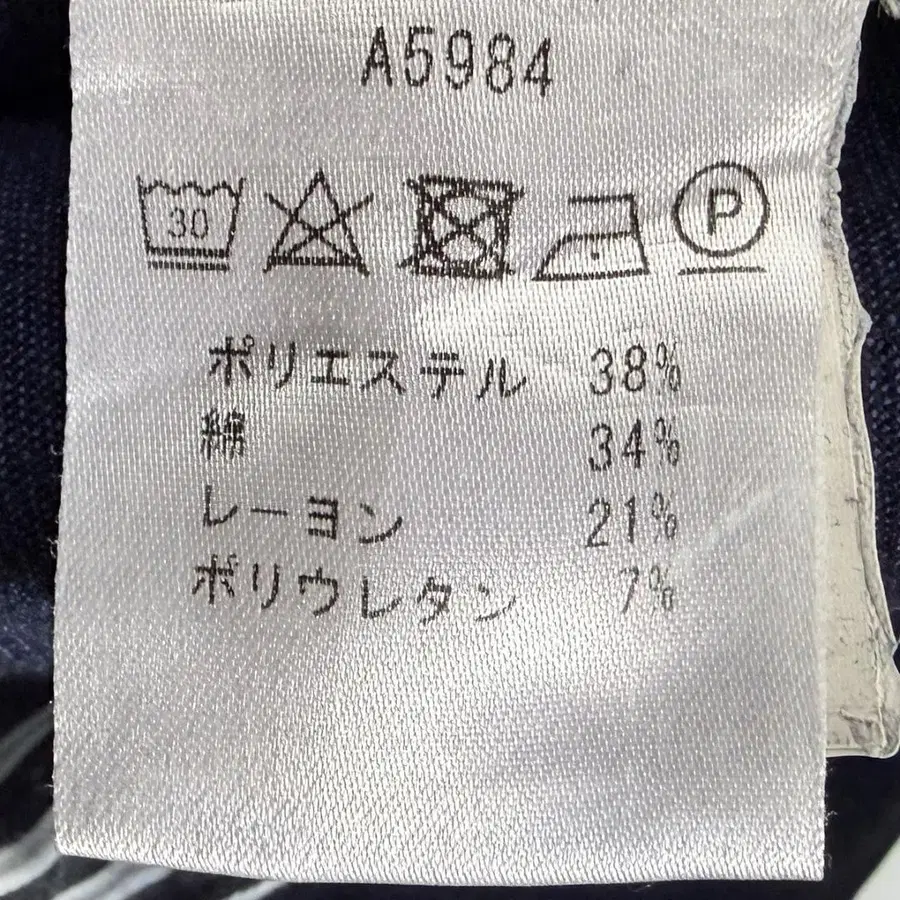 A5984
30 P
ポリエステル 38%
綿 34%
レーヨン 21%
ポリウレタン 7%